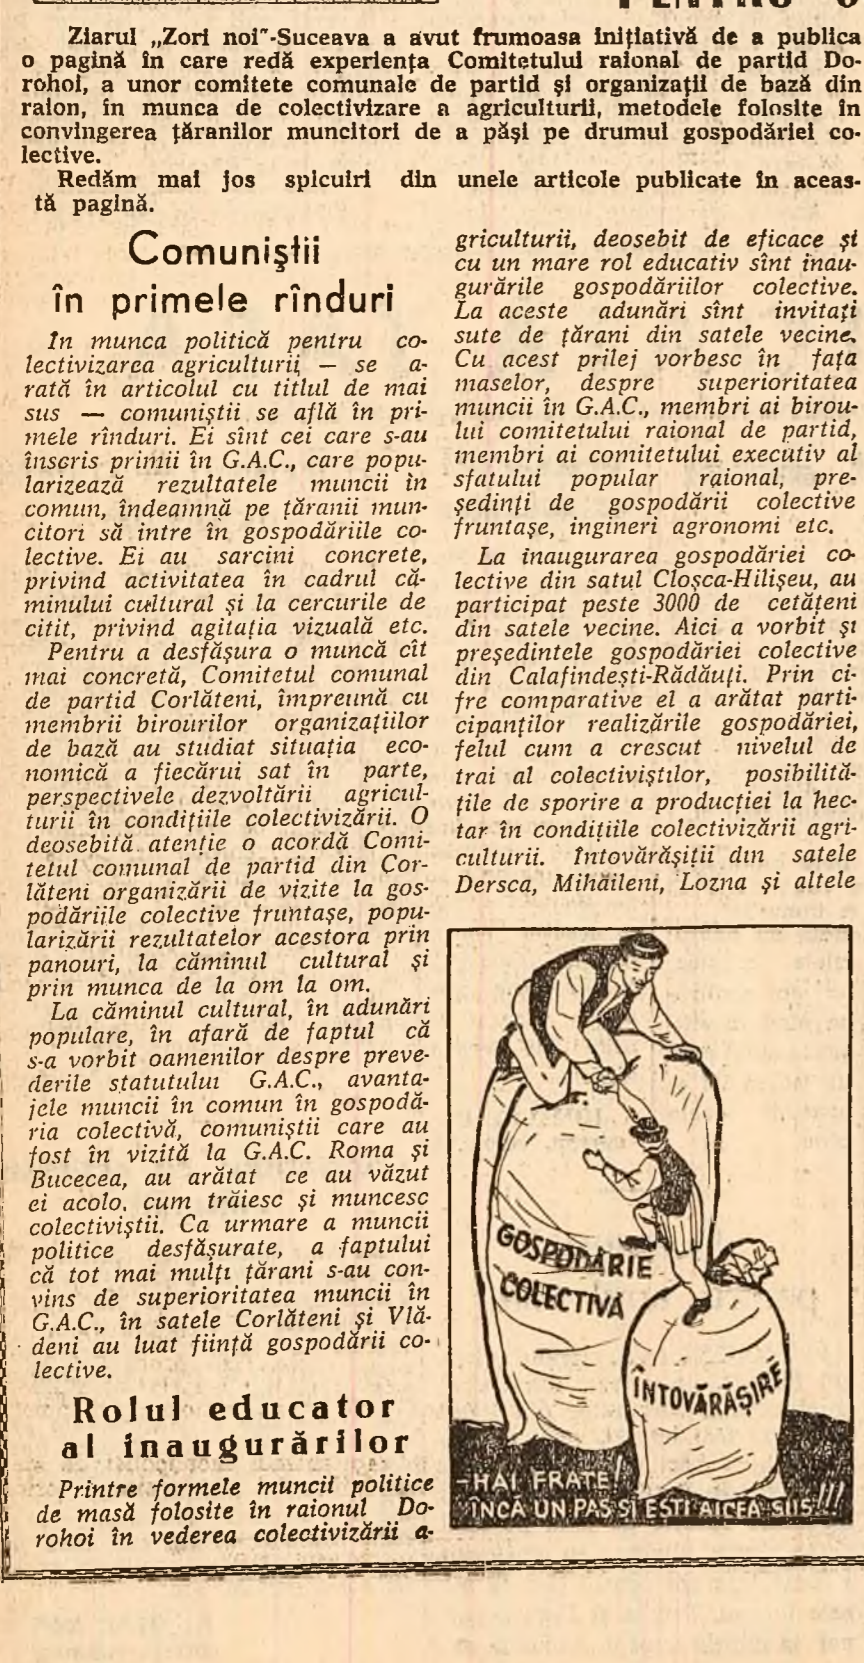 Ziarul „Zori noi"-Suceava a avut frumoasa inițiativă de a publica
o pagină în care redă experiența Comitetului raional de partid Do-
rohoi, a unor comitete comunale de partid și organizații de bază din
raion, în munca de colectivizare a agriculturii, metodele folosite în
convingerea țăranilor muncitori de a păși pe drumul gospodăriei co-
lective.
Redăm mai jos spicuiri din unele articole publicate în aceas-
tă pagină.
Comuniștii
în primele rînduri
In munca politică pentru co-
lectivizarea agriculturii, — se a-
rată în articolul cu titlul de mai
sus — comuniștii se află în pri-
mele rînduri. Ei sînt cei care s-au
înscris primii în G.A.C., care popu-
larizează rezultatele muncii în
comun, îndeamnă pe țăranii mun-
citori să intre în gospodăriile co-
lective. Ei au sarcini concrete,
privind activitatea în cadrul că-
minului cultural și la cercurile de
citit, privind agitația vizuală etc.
Pentru a desfășura o muncă cît
mai concretă, Comitetul comunal
de partid Corlăteni, împreună cu
membrii birourilor organizațiilor
de bază au studiat situația eco-
nomică a fiecărui sat în parte,
perspectivele dezvoltării agricul-
turii în condițiile colectivizării. O
deosebită atenție o acordă Comi-
tetul comunal de partid din Cor-
lăteni organizării de vizite la gos-
podăriile colective fruntașe, popu-
larizării rezultatelor acestora prin
panouri, la căminul cultural și
prin munca de la om la om.
La căminul cultural, în adunări
populare, în afară de faptul că
s-a vorbit oamenilor despre preve-
derile statutului G.A.C., avanta-
jele muncii în comun în gospodă-
ria colectivă, comuniștii care au
fost în vizită la G.A.C. Roma și
Bucecea, au arătat ce au văzut
ei acolo, cum trăiesc și muncesc
colectiviștii. Ca urmare a muncii
politice desfășurate, a faptului
că tot mai mulți țărani s-au con-
vins de superioritatea muncii în
G.A.C., în satele Corlăteni și Vlă-
deni au luat ființă gospodării co-
lective.
Rolul educator
al inaugurărilor
Printre formele muncii politice
de masă folosite în raionul Do-
rohoi în vederea colectivizării a-
griculturii, deosebit de eficace și
cu un mare rol educativ sînt inau-
gurările gospodăriilor colective.
La aceste adunări sînt invitați
sute de țărani din satele vecine.
Cu acest prilej vorbesc în fața
maselor, despre superioritatea
muncii în G.A.C., membri ai birou-
lui comitetului raional de partid,
membri ai comitetului executiv al
sfatului popular raional, pre-
ședinți de gospodării colective
fruntașe, ingineri agronomi etc.
La inaugurarea gospodăriei co-
lective din satul Cloșca-Hilișeu, au
participat peste 3000 de cetățeni
din satele vecine. Aici a vorbit și
președintele gospodăriei colective
din Calafindești-Rădăuți. Prin ci-
fre comparative el a arătat parti-
cipanților realizările gospodăriei,
felul cum a crescut nivelul de
trai al colectiviștilor, posibilită-
țile de sporire a producției la hec-
tar în condițiile colectivizării agri-
culturii. Întovărășiții din satele
Dersca, Mihăileni, Lozna și altele
GOSPODĂRIE
COLECTIVĂ
ÎNTOVĂRĂȘIRE
-HAI FRATE!
ÎNCĂ UN PAS ȘI EȘTI AICEA SUS!!!